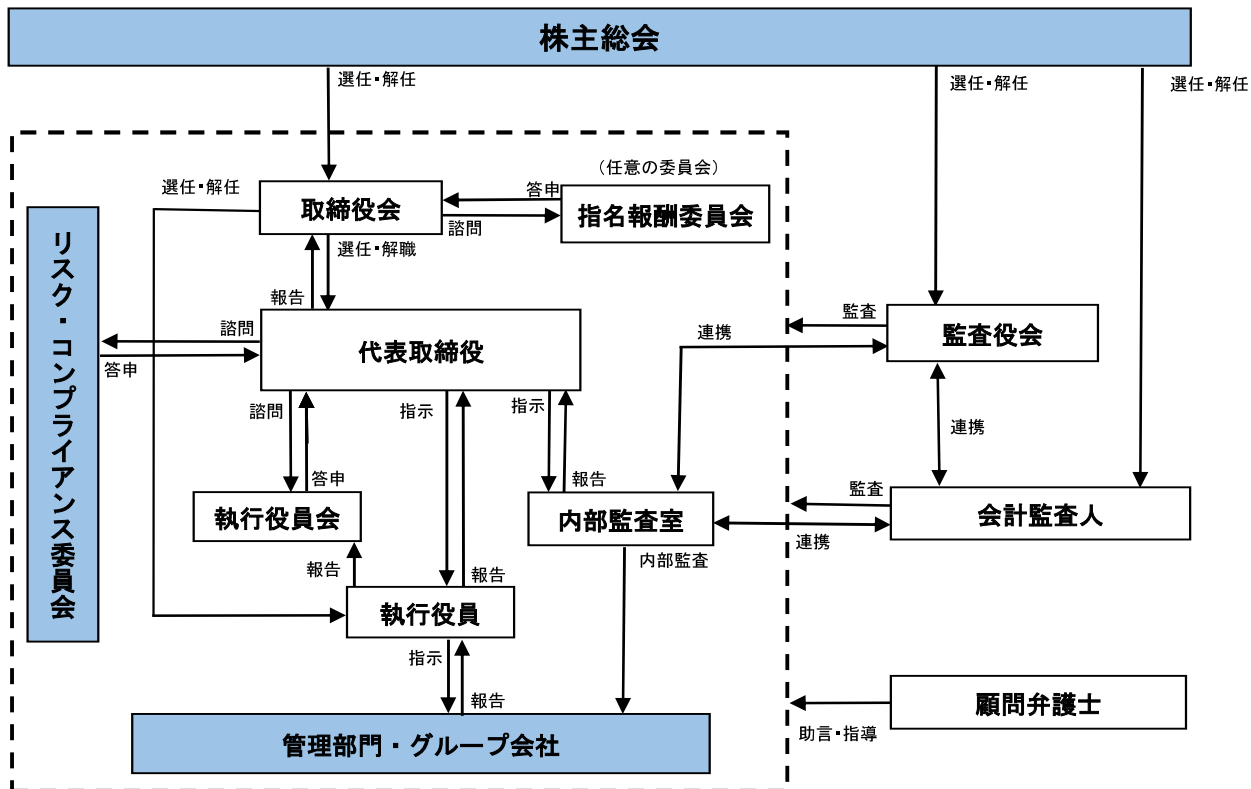 株主総会
選任・解任
選任・解任
選任・解任
(任意の委員会)
選任・解任
答申
取締役会
指名報酬委員会
諮問
選任・解職
報告
リスク・コンプライアンス委員会
監査
諮問
連携
監査役会
代表取締役
答申
諮問
指示
指示
連携
答申
報告
監査
執行役員会
内部監査室
会計監査人
連携
内部監査
報告
報告
執行役員
指示
報告
顧問弁護士
助言・指導
管理部門・グループ会社